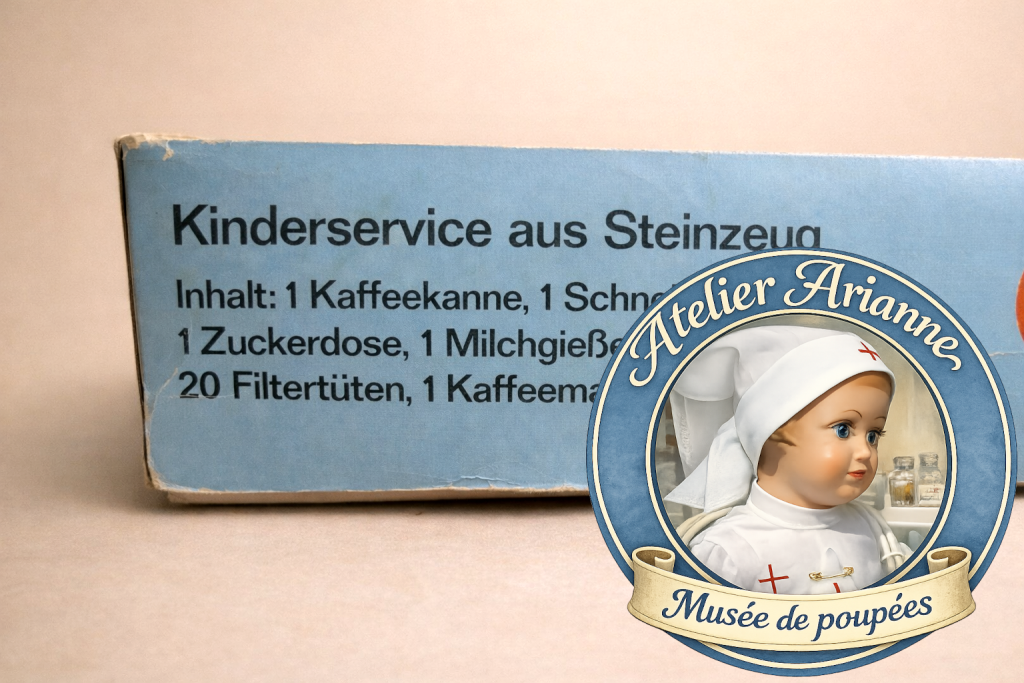 Kinderservice aus Steinzeug
Inhalt: 1 Kaffeekanne, 1
1 Zuckerdose, 1
20 Filtertüten, 1
Atelier Arianne
Musée de poupées